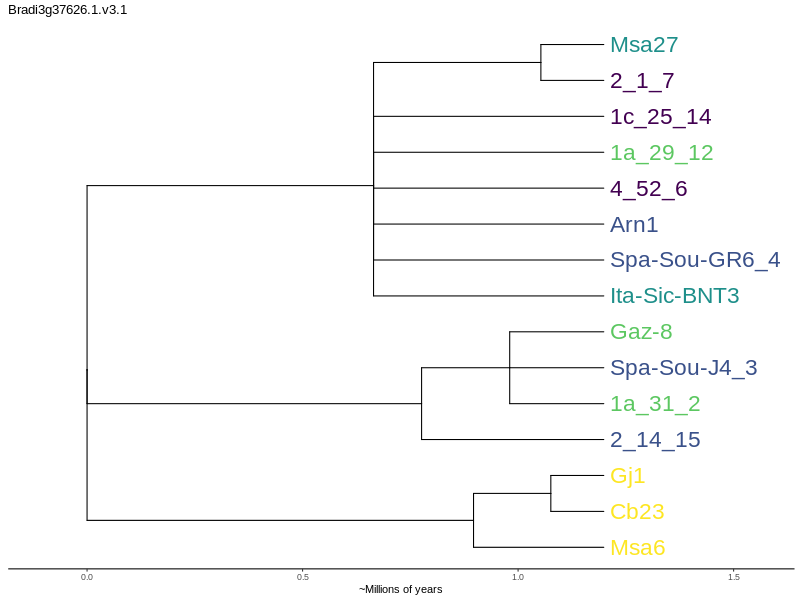 Bradi3g37626.1.v3.1
Msa27
2_1_7
1c_25_14
1a_29_12
4_52_6
Arn1
Spa-Sou-GR6_4
Ita-Sic-BNT3
Gaz-8
Spa-Sou-J4_3
1a_31_2
2_14_15
Gj1
Cb23
Msa6
0.0 0.5 1.0 1.5
~Millions of years